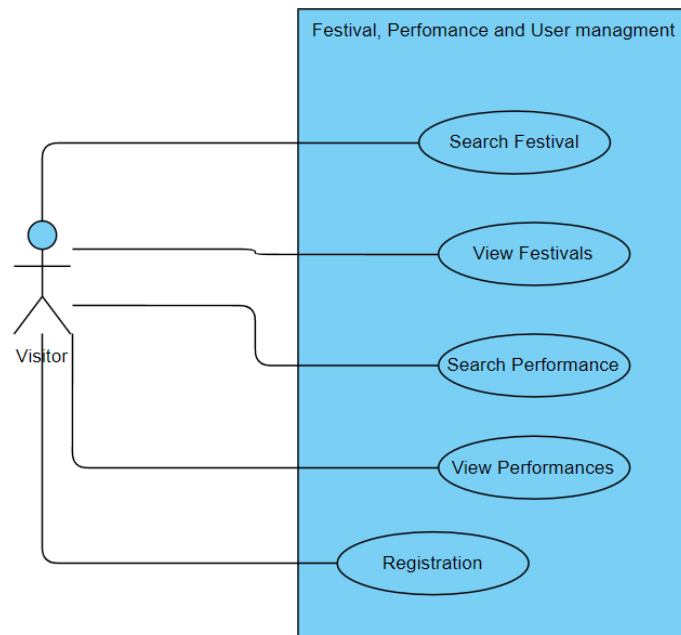 Festival, Perfomance and User managment
Search Festival
View Festivals
Search Performance
Visitor
View Performances
Registration